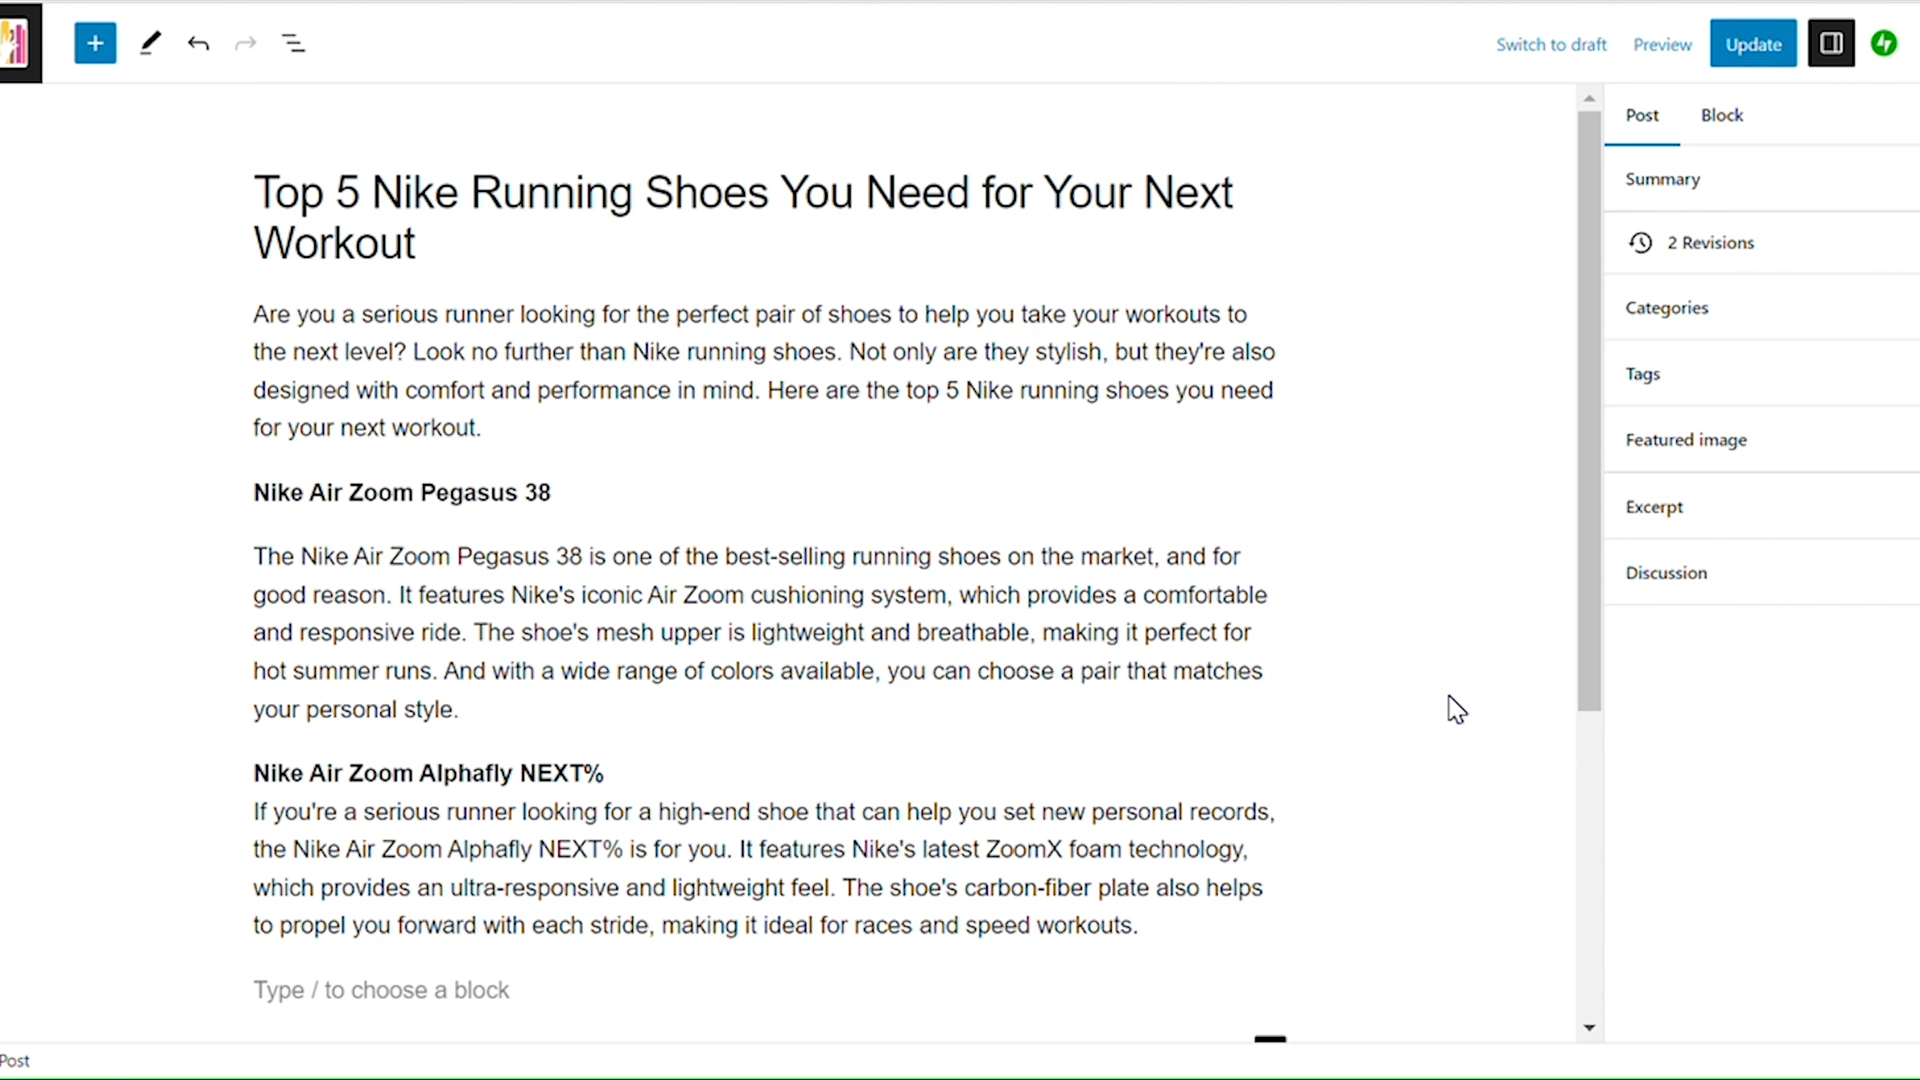 Switch to draft Preview Update
Post Block
Top 5 Nike Running Shoes You Need for Your Next
Workout
Are you a serious runner looking for the perfect pair of shoes to help you take your workouts to
the next level? Look no further than Nike running shoes. Not only are they stylish, but they're also
designed with comfort and performance in mind. Here are the top 5 Nike running shoes you need
for your next workout.
Nike Air Zoom Pegasus 38
The Nike Air Zoom Pegasus 38 is one of the best-selling running shoes on the market, and for
good reason. It features Nike's iconic Air Zoom cushioning system, which provides a comfortable
and responsive ride. The shoe's mesh upper is lightweight and breathable, making it perfect for
hot summer runs. And with a wide range of colors available, you can choose a pair that matches
your personal style.
Nike Air Zoom Alphafly NEXT%
If you're a serious runner looking for a high-end shoe that can help you set new personal records,
the Nike Air Zoom Alphafly NEXT% is for you. It features Nike's latest ZoomX foam technology,
which provides an ultra-responsive and lightweight feel. The shoe's carbon-fiber plate also helps
to propel you forward with each stride, making it ideal for races and speed workouts.
Type / to choose a block
Summary
2 Revisions
Categories
Tags
Featured image
Excerpt
Discussion
Post